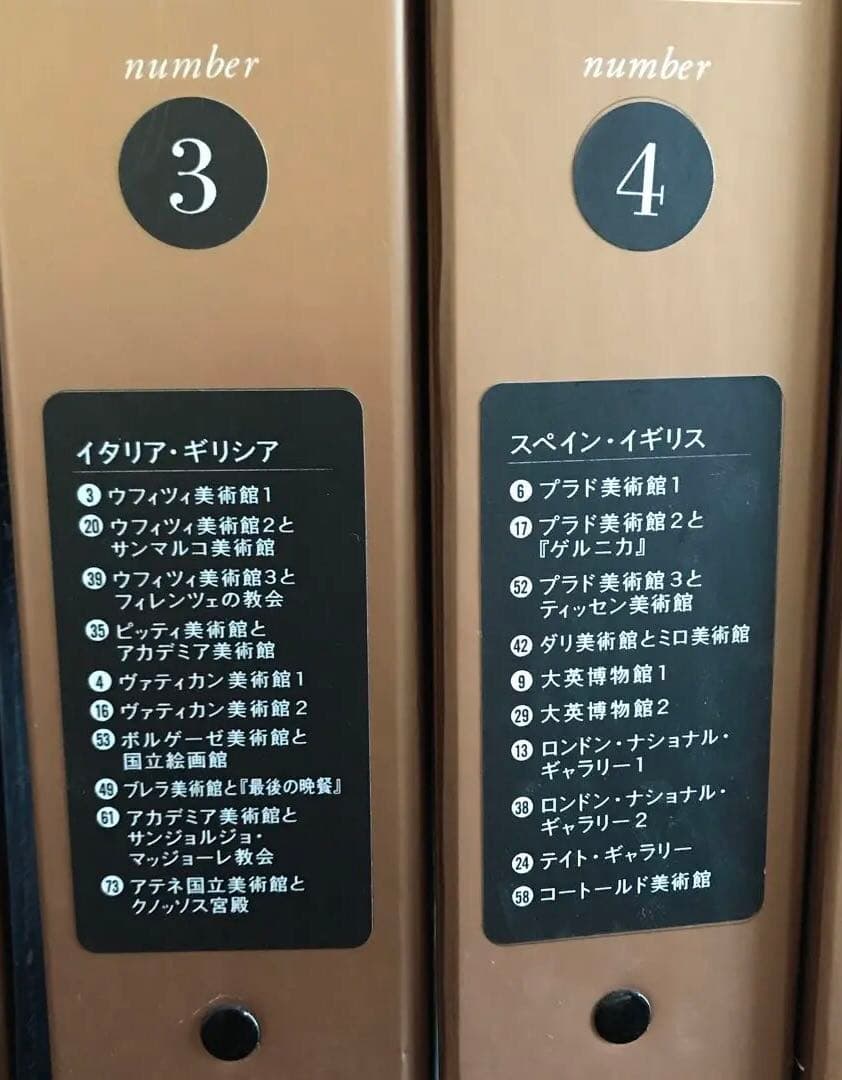 number
3
イタリア・ギリシア
3 ウフィツィ美術館1
20 ウフィツィ美術館2と
サンマルコ美術館
39 ウフィツィ美術館3と
フィレンツェの教会
35 ピッティ美術館と
アカデミア美術館
4 ヴァティカン美術館1
16 ヴァティカン美術館2
53 ボルゲーゼ美術館と
国立絵画館
49 ブレラ美術館と『最後の晩餐』
61 アカデミア美術館と
サンジョルジョ・
マッジョーレ教会
73 アテネ国立美術館と
クノッソス宮殿
number
4
スペイン・イギリス
6 プラド美術館1
17 プラド美術館2と
『ゲルニカ』
52 プラド美術館3と
ティッセン美術館
42 ダリ美術館とミロ美術館
9 大英博物館1
29 大英博物館2
13 ロンドン・ナショナル・
ギャラリー1
38 ロンドン・ナショナル・
ギャラリー2
24 テイト・ギャラリー
58 コートールド美術館